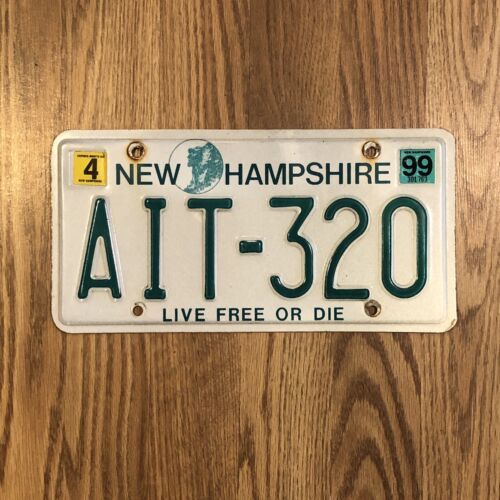 4
NEW HAMPSHIRE
99
AIT-320
LIVE FREE OR DIE